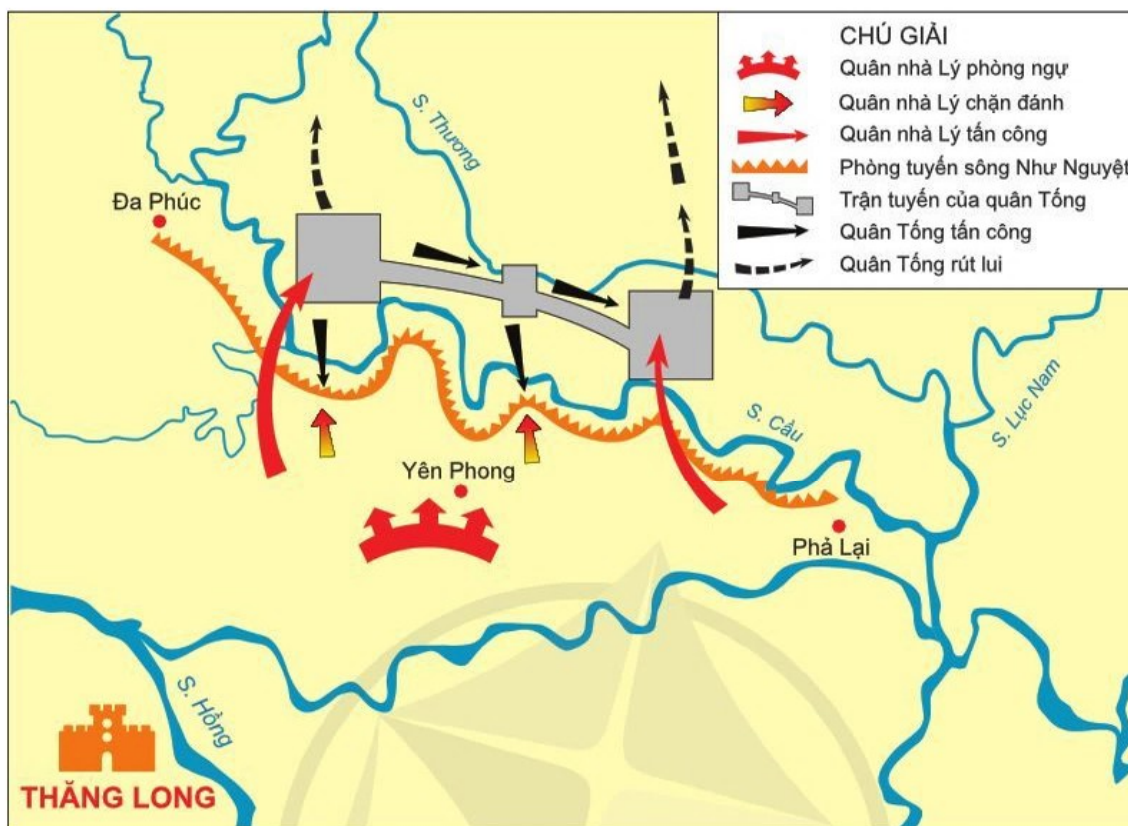 CHÚ GIẢI
Quân nhà Lý phòng ngự
Quân nhà Lý chặn đánh
Quân nhà Lý tấn công
Phòng tuyến sông Như Nguyệt
Trận tuyến của quân Tống
Quân Tống tấn công
Quân Tống rút lui
S. Thương
Đa Phúc
S. Lục Nam
S. Cầu
Yên Phong
Phả Lại
S. Hồng
THĂNG LONG